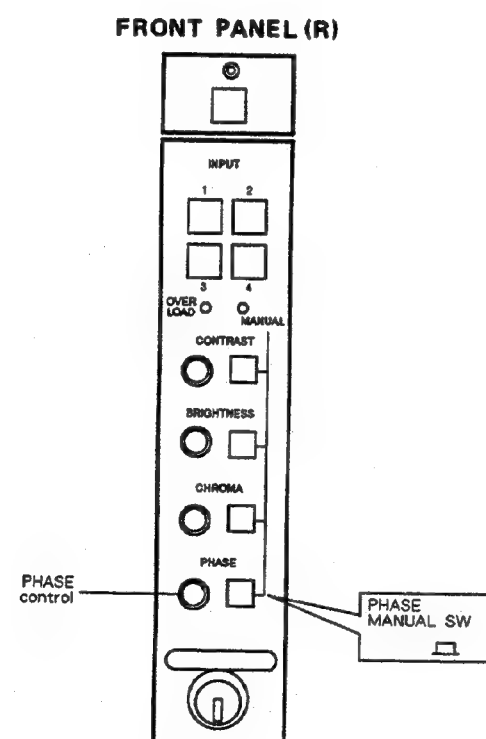 FRONT PANEL (R)
INPUT
1 2
3 4
OVER
LOAD
MANUAL
CONTRAST
BRIGHTNESS
CHROMA
PHASE
PHASE
control
PHASE
MANUAL SW